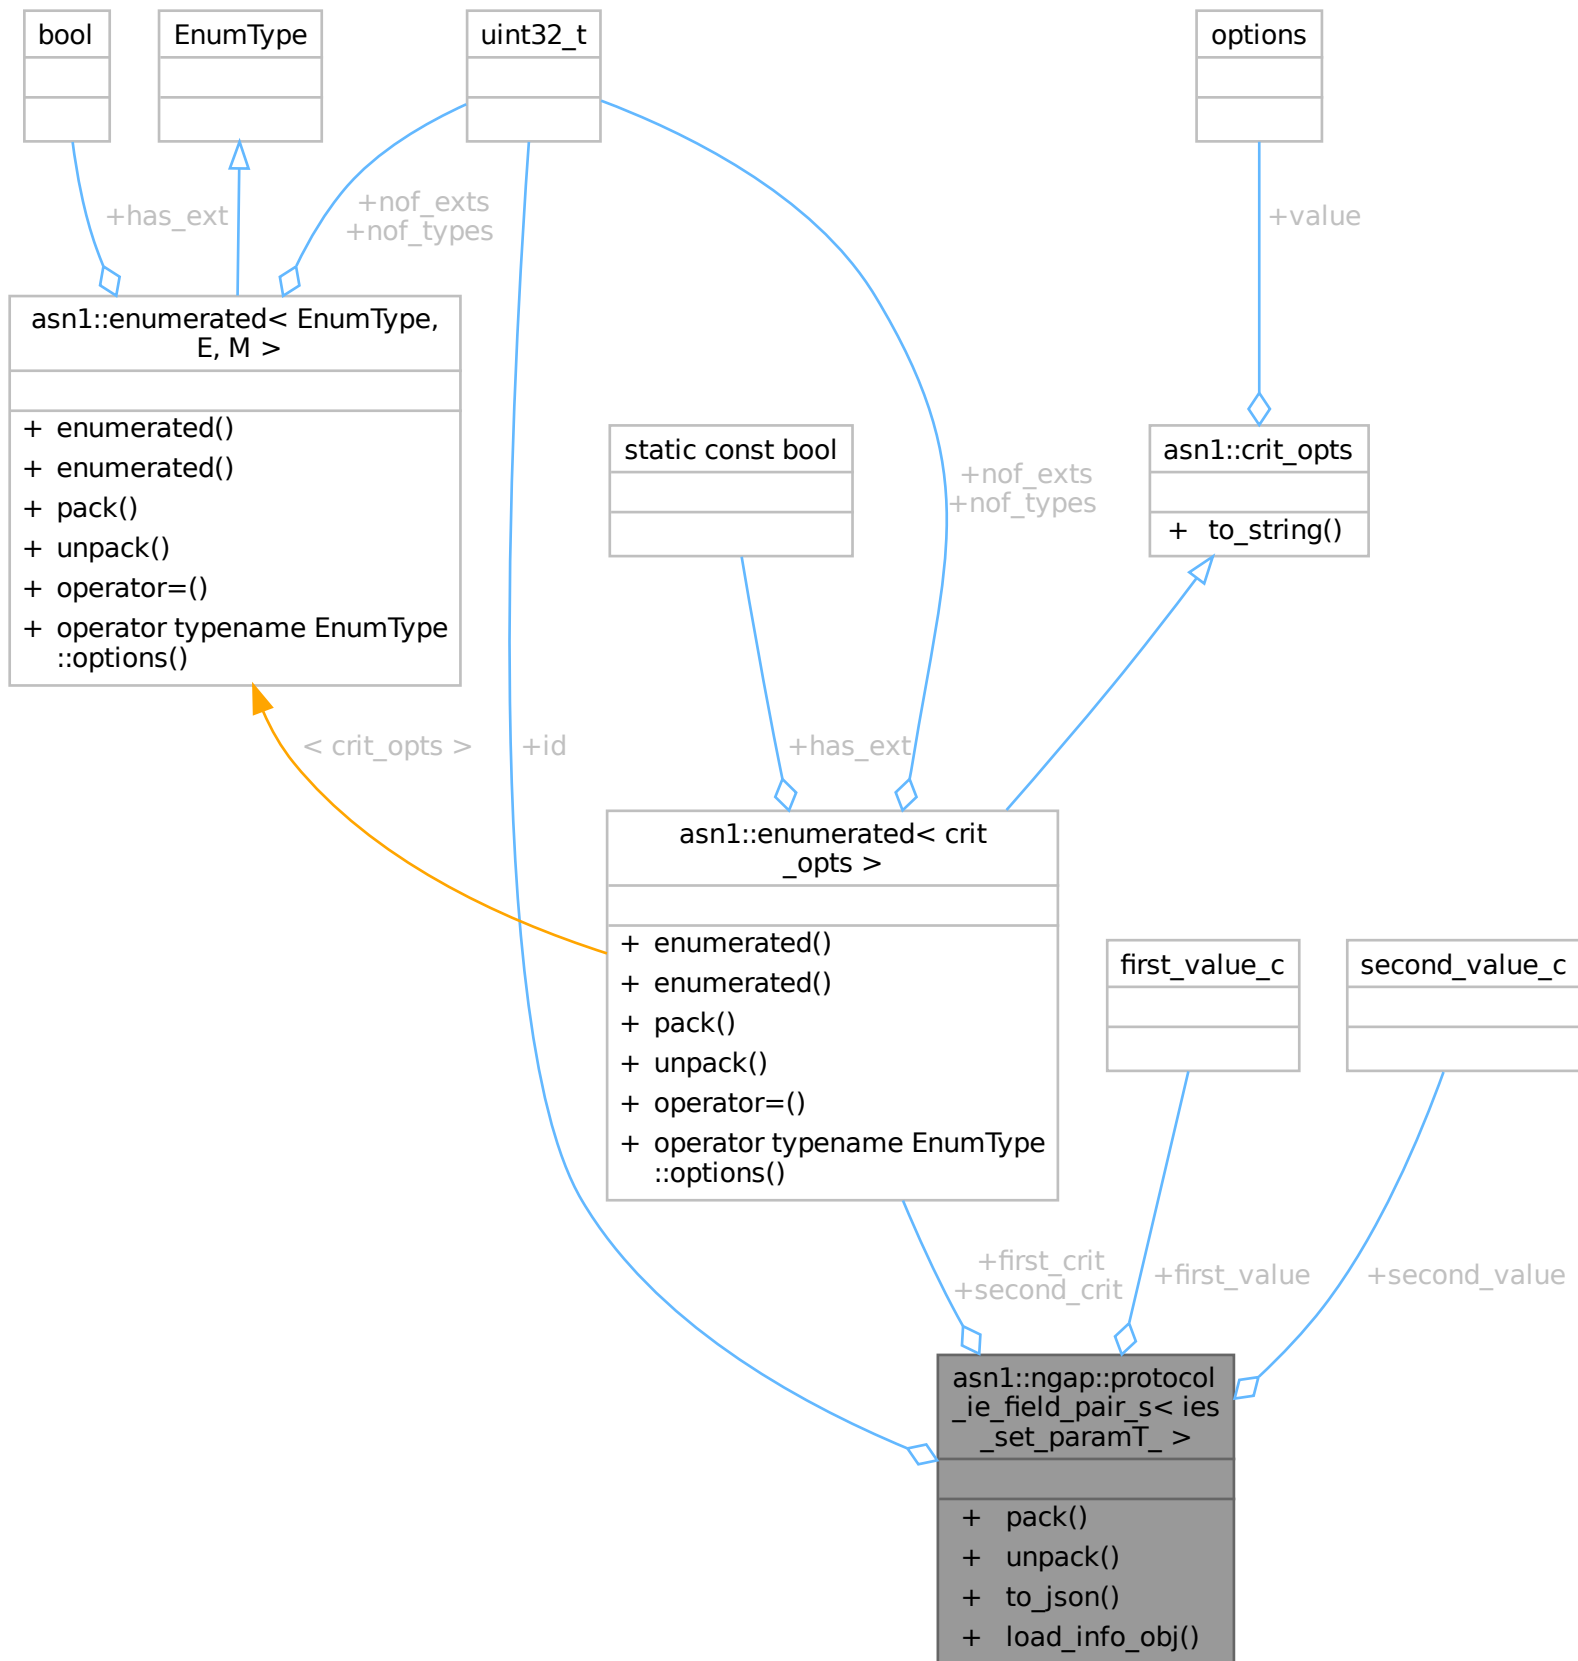 bool
EnumType
uint32_t
options
+has_ext
+nof_exts
+nof_types
+value
asn1::enumerated< EnumType,
E, M >
+ enumerated()
+ enumerated()
+ pack()
+ unpack()
+ operator=()
+ operator typename EnumType
::options()
static const bool
+nof_exts
+nof_types
asn1::crit_opts
+ to_string()
< crit_opts >
+id
+has_ext
asn1::enumerated< crit
_opts >
+ enumerated()
+ enumerated()
+ pack()
+ unpack()
+ operator=()
+ operator typename EnumType
::options()
first_value_c
second_value_c
+first_crit
+second_crit
+first_value
+second_value
asn1::ngap::protocol
_ie_field_pair_s< ies
_set_paramT_ >
+ pack()
+ unpack()
+ to_json()
+ load_info_obj()